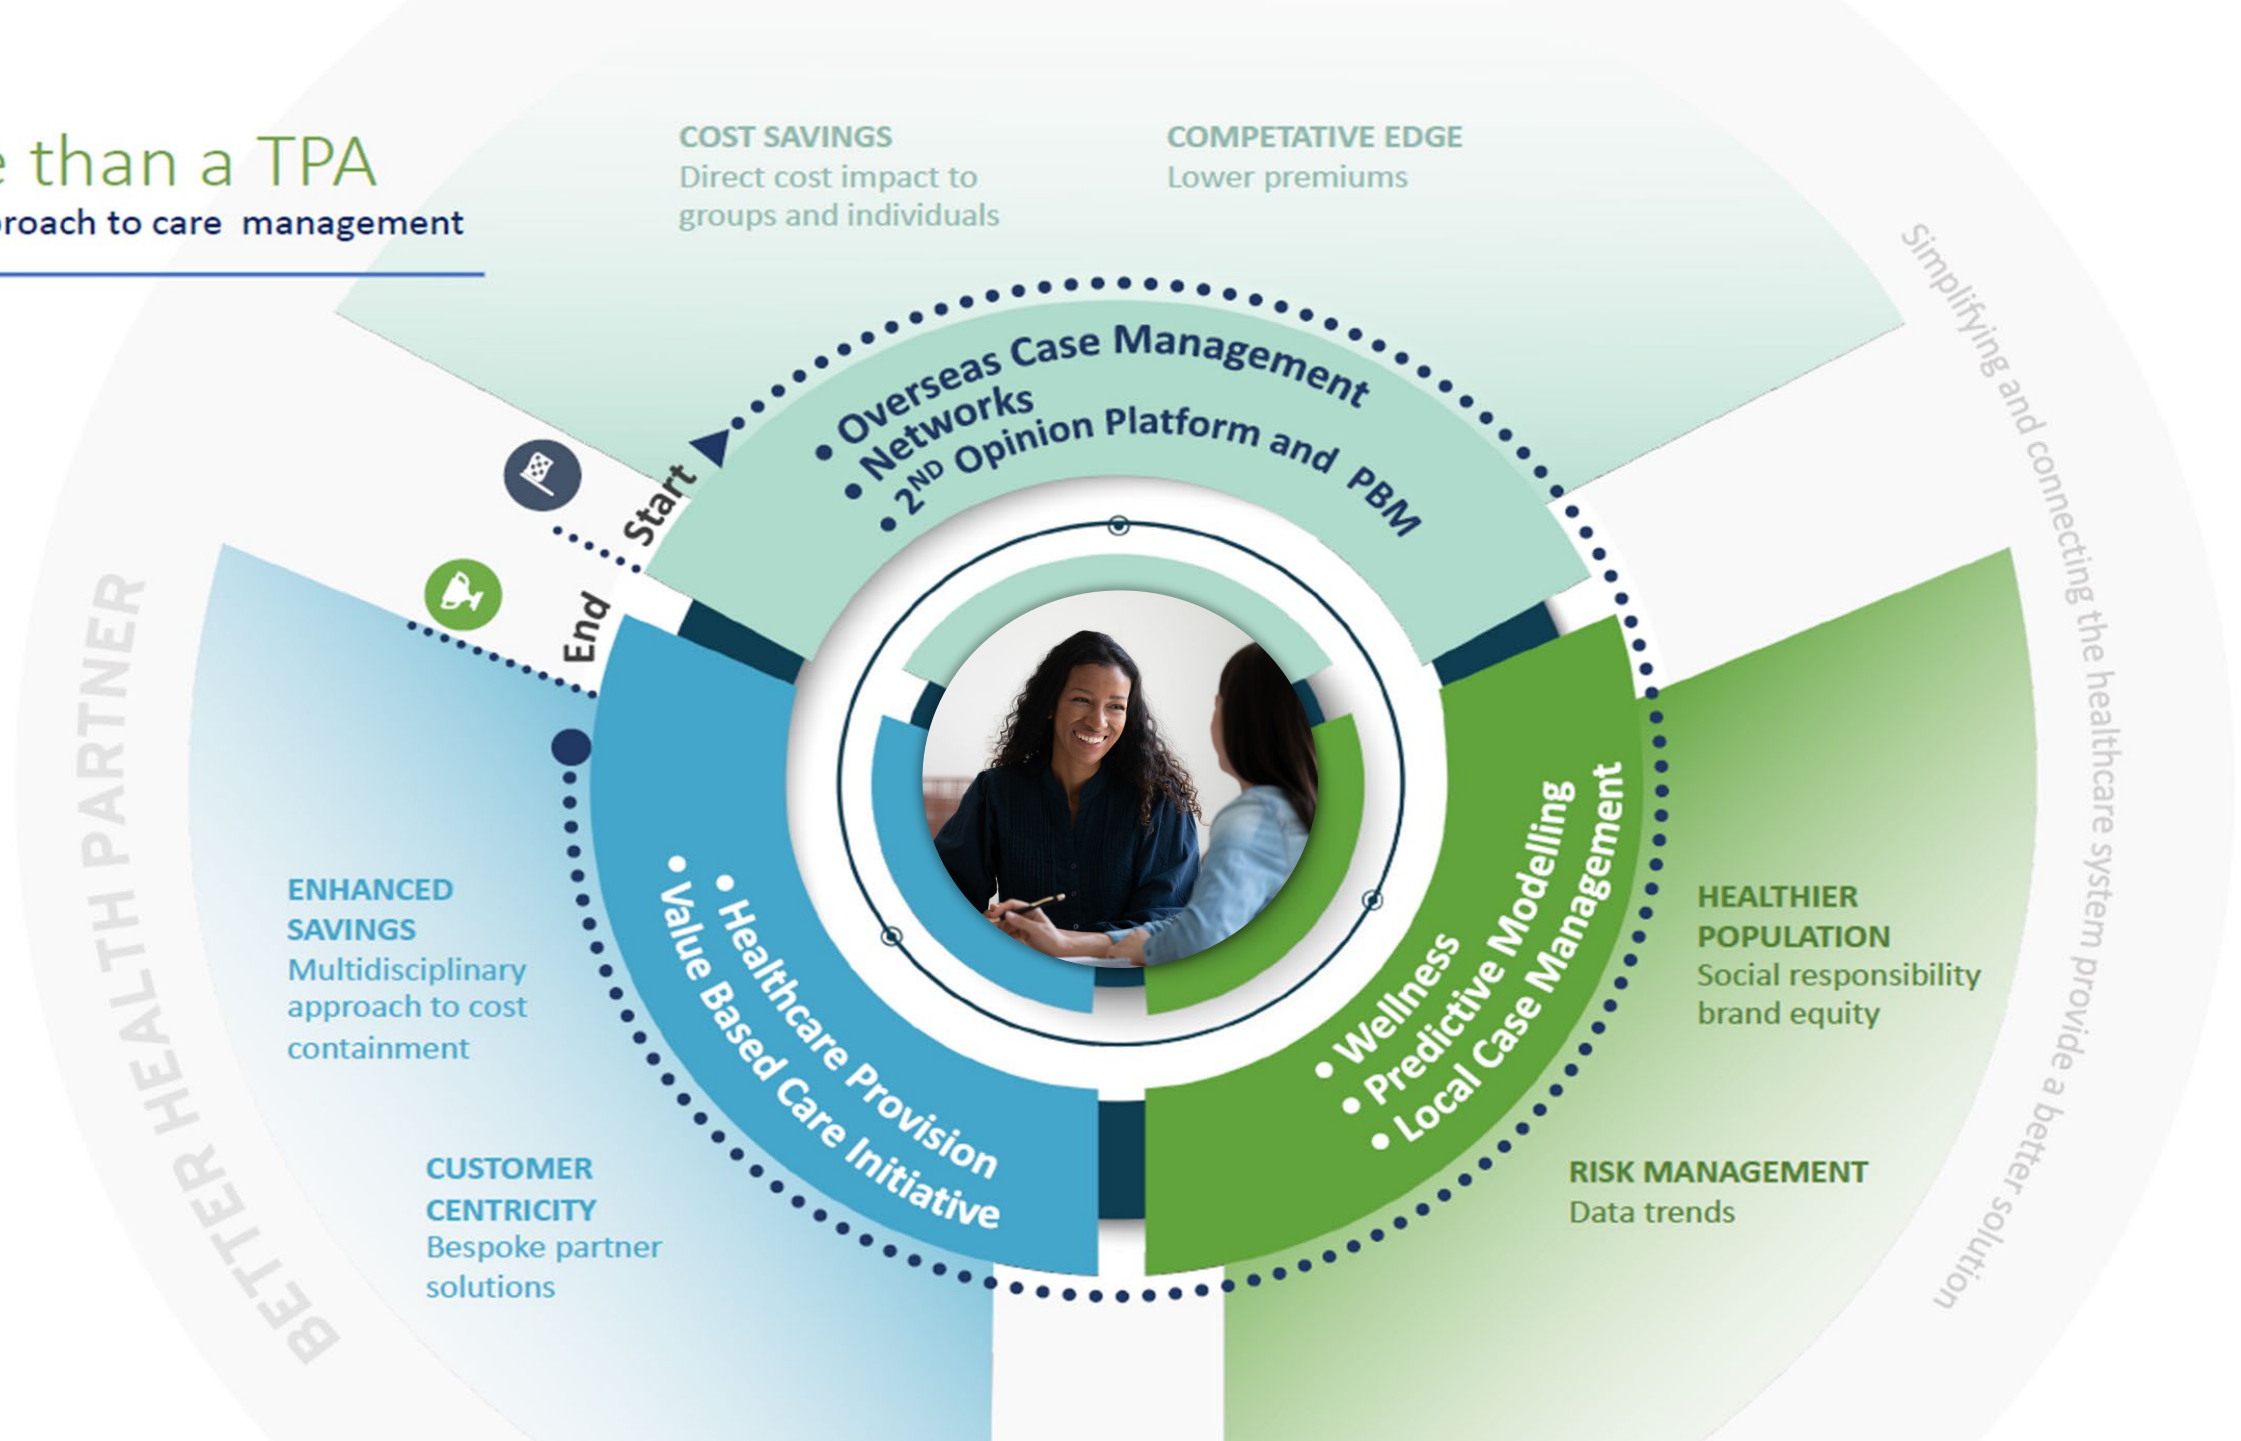 than a TPA
to care management
COST SAVINGS
Direct cost impact to
groups and individuals
COMPETATIVE EDGE
Lower premiums
Start
End
• Overseas Case Management
• Networks
• 2ND Opinion Platform and PBM
• Wellness
• Predictive Modelling
• Local Case Management
• Healthcare Provision
• Value Based Care Initiative
HEALTHIER
POPULATION
Social responsibility
brand equity
RISK MANAGEMENT
Data trends
ENHANCED
SAVINGS
Multidisciplinary
approach to cost
containment
CUSTOMER
CENTRICITY
Bespoke partner
solutions
BETTER HEALTH PARTNER
Simplifying and connecting the healthcare system provide a better solution